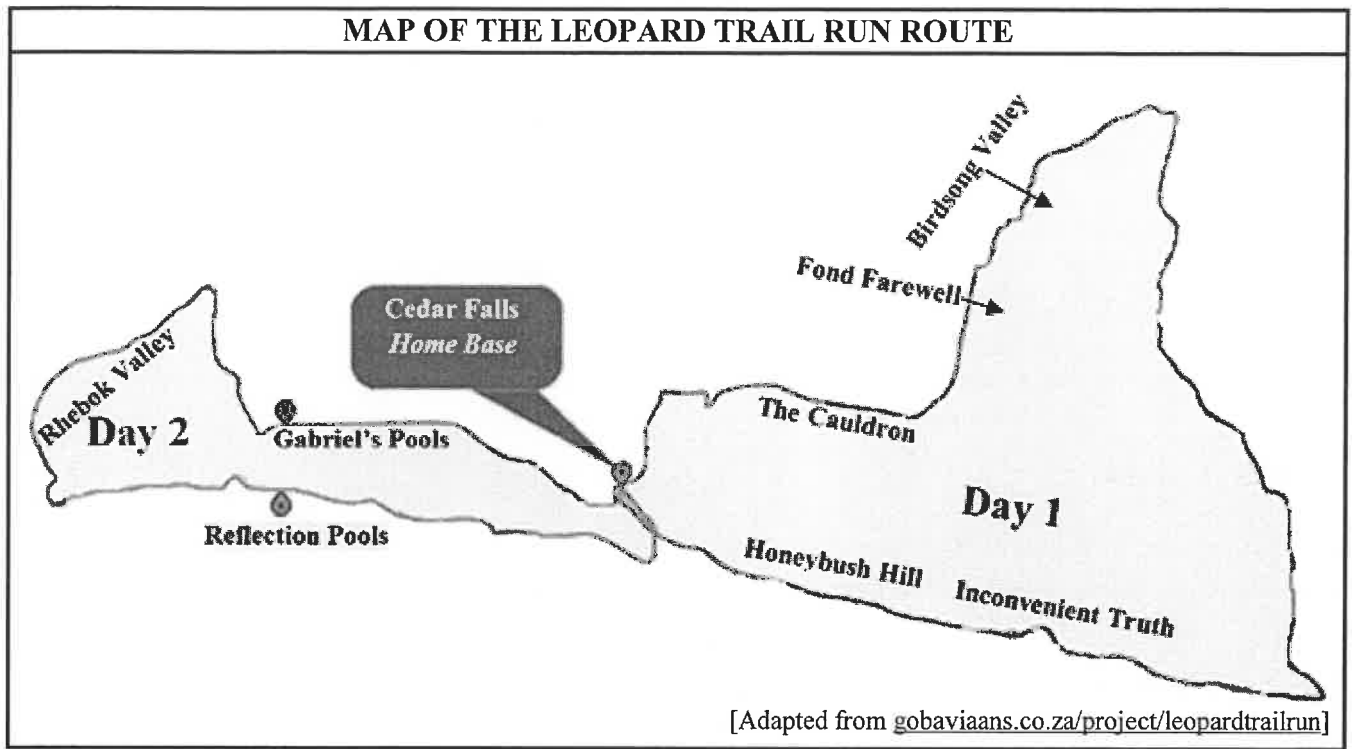 MAP OF THE LEOPARD TRAIL RUN ROUTE
Birdsong Valley
Fond Farewell
Cedar Falls
Home Base
Rhebok Valley
Day 2
Gabriel's Pools
The Cauldron
Reflection Pools
Day 1
Honeybush Hill
Inconvenient Truth
[Adapted from gobaviaans.co.za/project/leopardtrailrun]